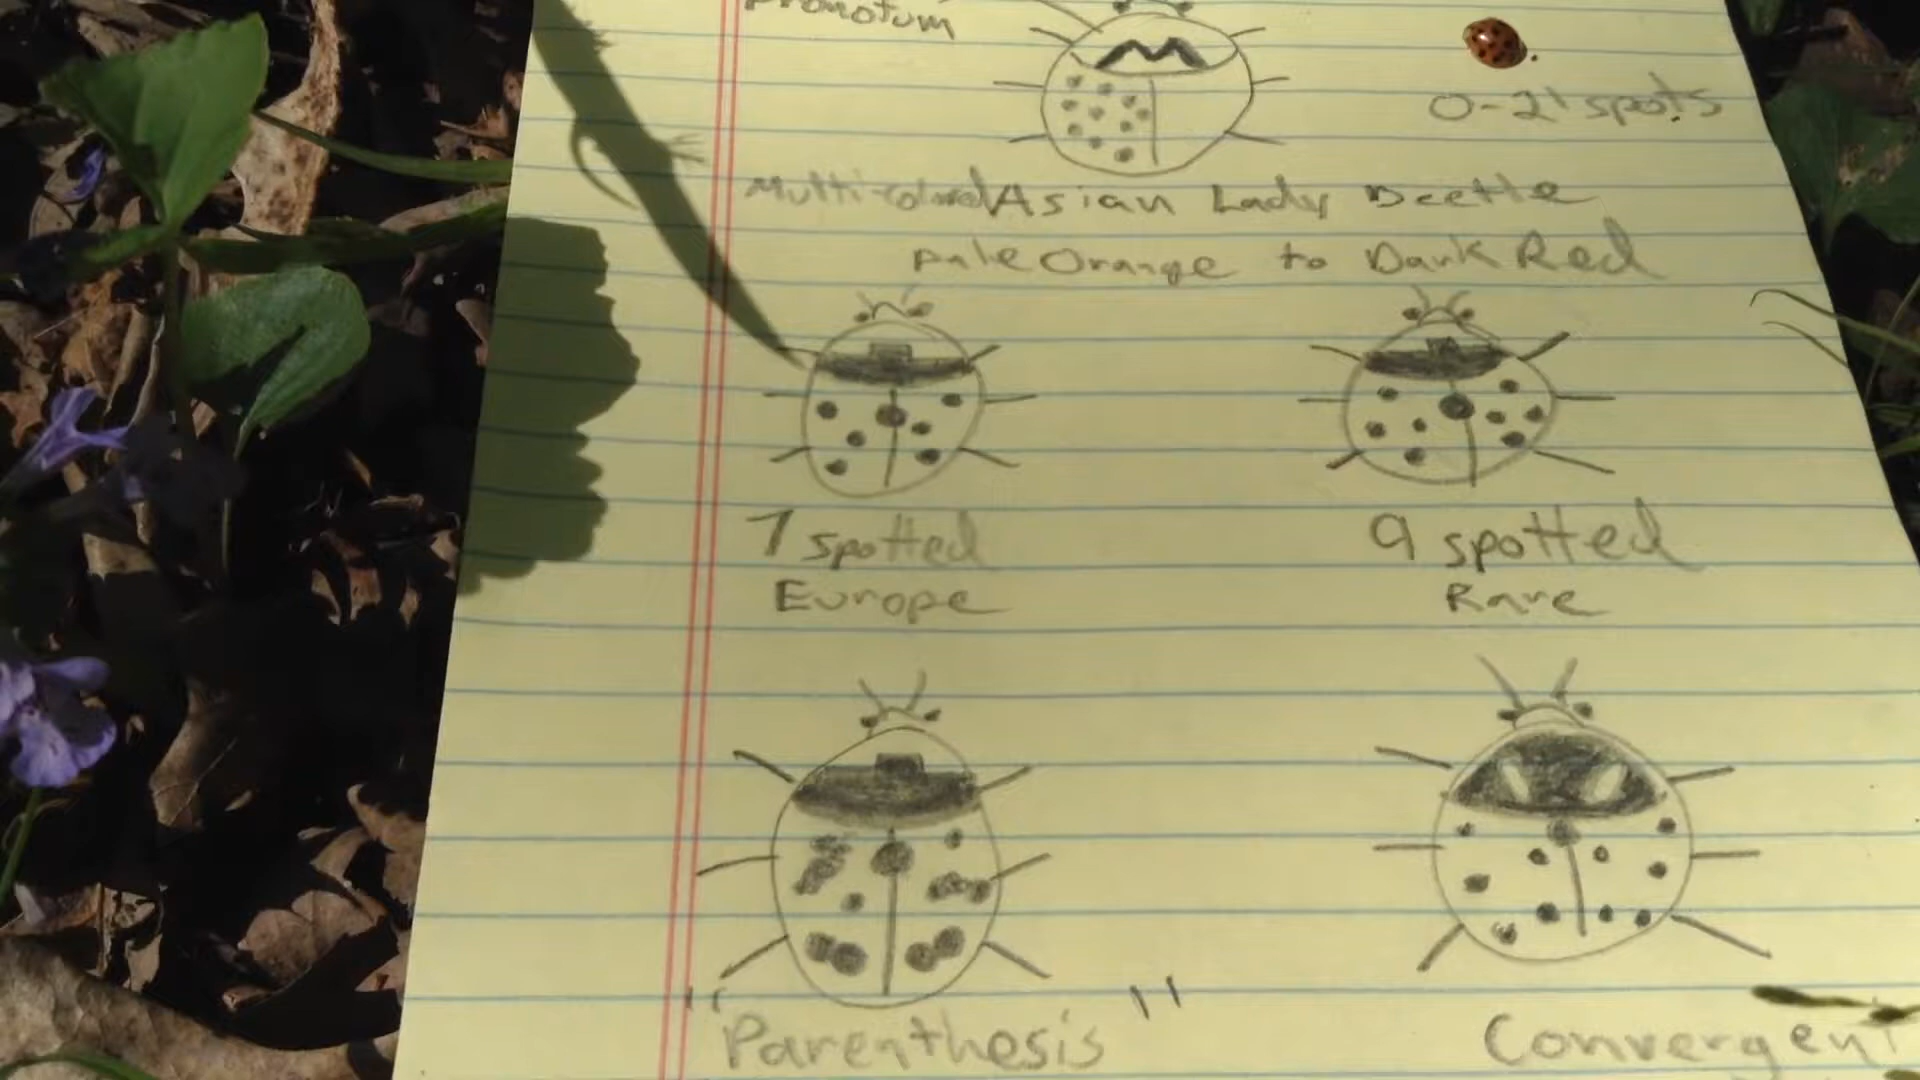 pronotum
0-21 spots
Multi-colored Asian Lady Beetle
pale Orange to Dark Red
7 spotted
Europe
9 spotted
Rare
"Parenthesis"
Convergent